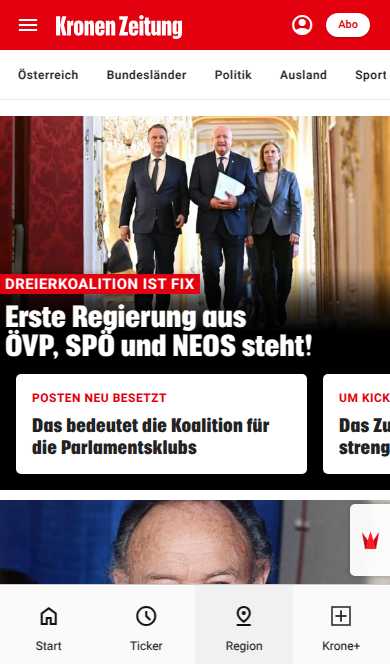 Kronen Zeitung
Abo
Österreich Bundesländer Politik Ausland Sport
DREIERKOALITION IST FIX
Erste Regierung aus
ÖVP, SPÖ und NEOS steht!
POSTEN NEU BESETZT
Das bedeutet die Koalition für
die Parlamentsklubs
UM KICK
Das Zu
streng
Start Ticker Region Krone+